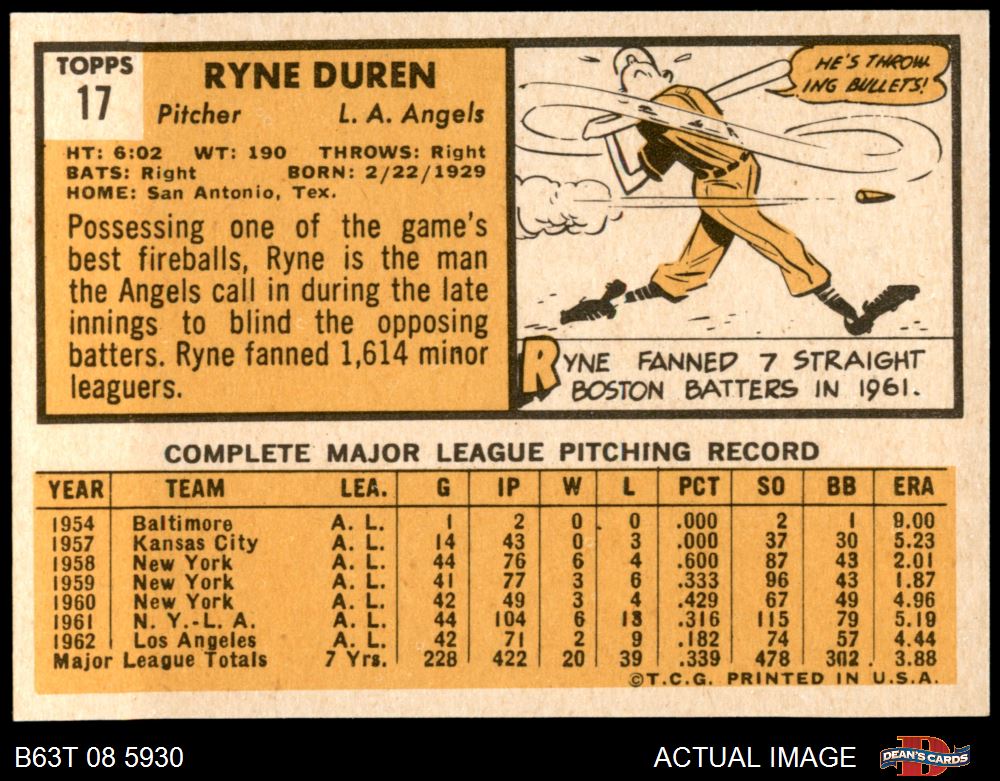 TOPPS
17
RYNE DUREN
Pitcher L. A. Angels
HT: 6:02 WT: 190 THROWS: Right
BATS: Right BORN: 2/22/1929
HOME: San Antonio, Tex.
Possessing one of the game's
best fireballs, Ryne is the man
the Angels call in during the late
innings to blind the opposing
batters. Ryne fanned 1,614 minor
leaguers.
HE'S THROW-
ING BULLETS!
RYNE FANNED 7 STRAIGHT
BOSTON BATTERS IN 1961.
COMPLETE MAJOR LEAGUE PITCHING RECORD
YEAR TEAM LEA. G IP W L PCT SO BB ERA
1954 Baltimore A. L. 1 2 0 0 .000 2 1 9.00
1957 Kansas City A. L. 14 43 0 3 .000 37 30 5.23
1958 New York A. L. 44 76 6 4 .600 87 43 2.01
1959 New York A. L. 41 77 3 6 .333 96 43 1.87
1960 New York A. L. 42 49 3 4 .429 67 49 4.96
1961 N. Y.-L. A. A. L. 44 104 6 13 .316 115 79 5.19
1962 Los Angeles A. L. 42 71 2 9 .182 74 57 4.44
Major League Totals 7 Yrs. 228 422 20 39 .339 478 302 3.88
©T.C.G. PRINTED IN U.S.A.
B63T 08 5930
ACTUAL IMAGE
DEAN'S CARDS